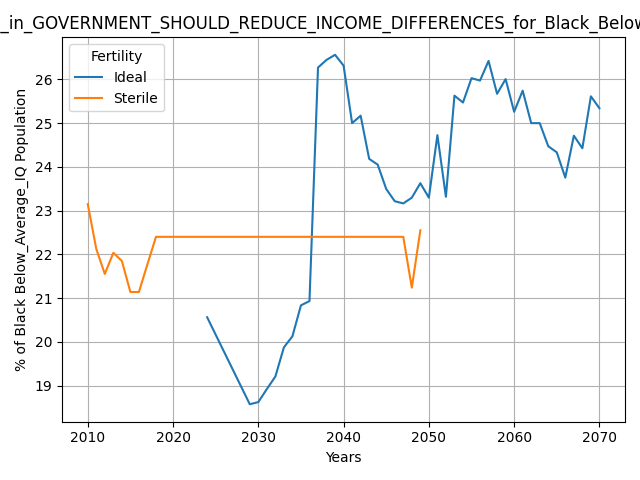 _in_GOVERNMENT_SHOULD_REDUCE_INCOME_DIFFERENCES_for_Black_Below
Fertility
Ideal
Sterile
% of Black Below_Average_IQ Population
26
25
24
23
22
21
20
19
2010 2020 2030 2040 2050 2060 2070
Years